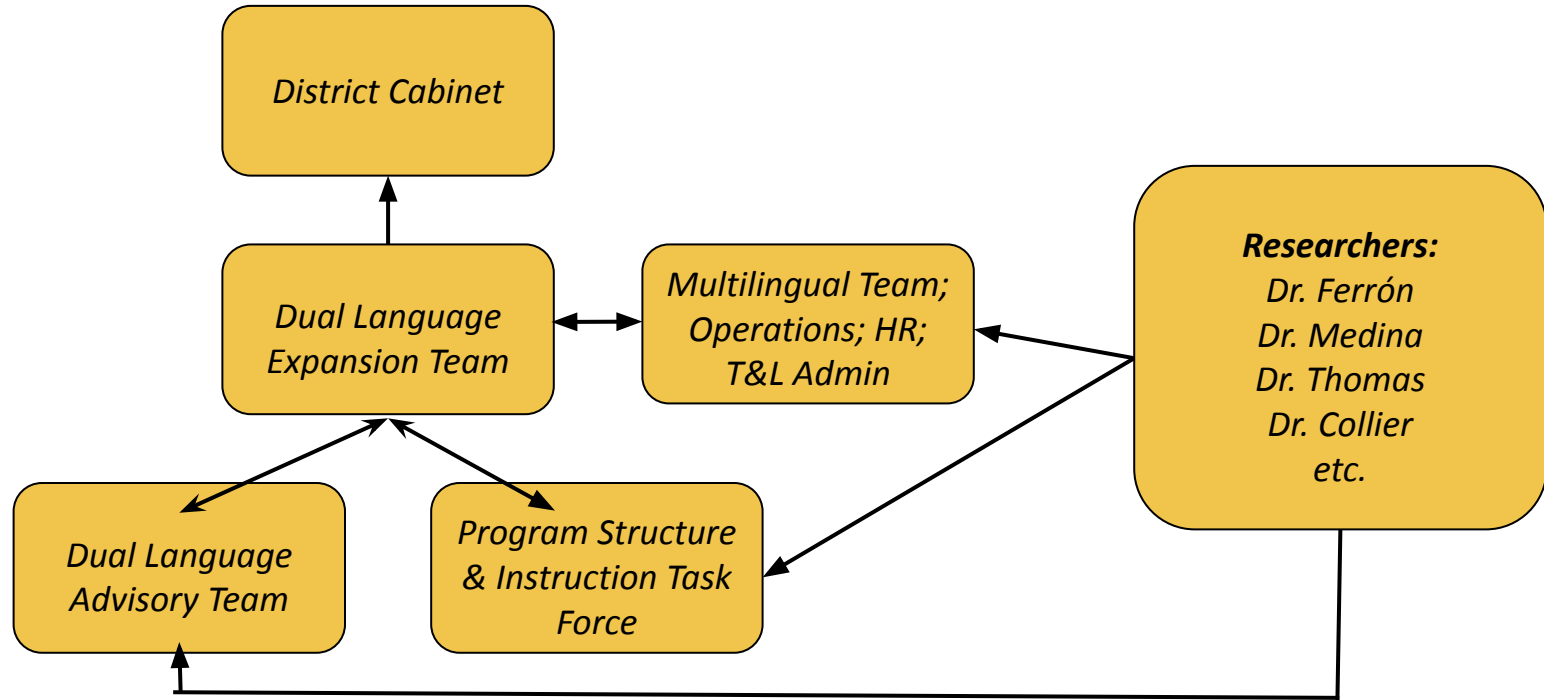 District Cabinet
Dual Language
Expansion Team
Multilingual Team;
Operations; HR;
T&L Admin
Researchers:
Dr. Ferrón
Dr. Medina
Dr. Thomas
Dr. Collier
etc.
Dual Language
Advisory Team
Program Structure
& Instruction Task
Force